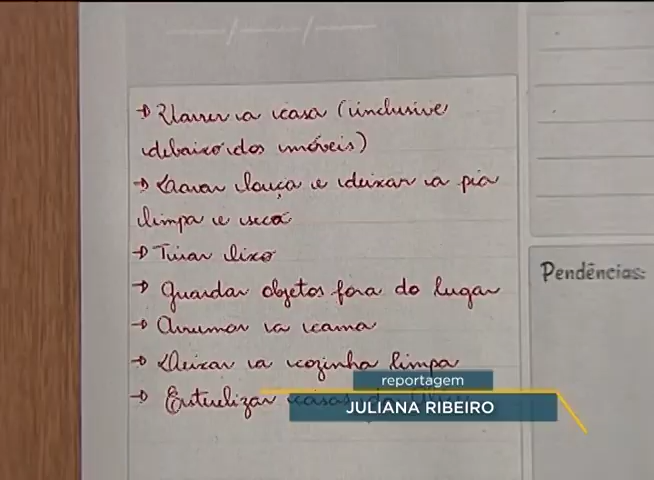 → Varrer a casa (inclusive
debaixo dos móveis)
→ Lavar louça e deixar a pia
limpa e seca
→ Tirar lixo
→ Guardar objetos fora do lugar
→ Arrumar a cama
→ Deixar a cozinha limpa
→ casas
Pendências:
reportagem
JULIANA RIBEIRO